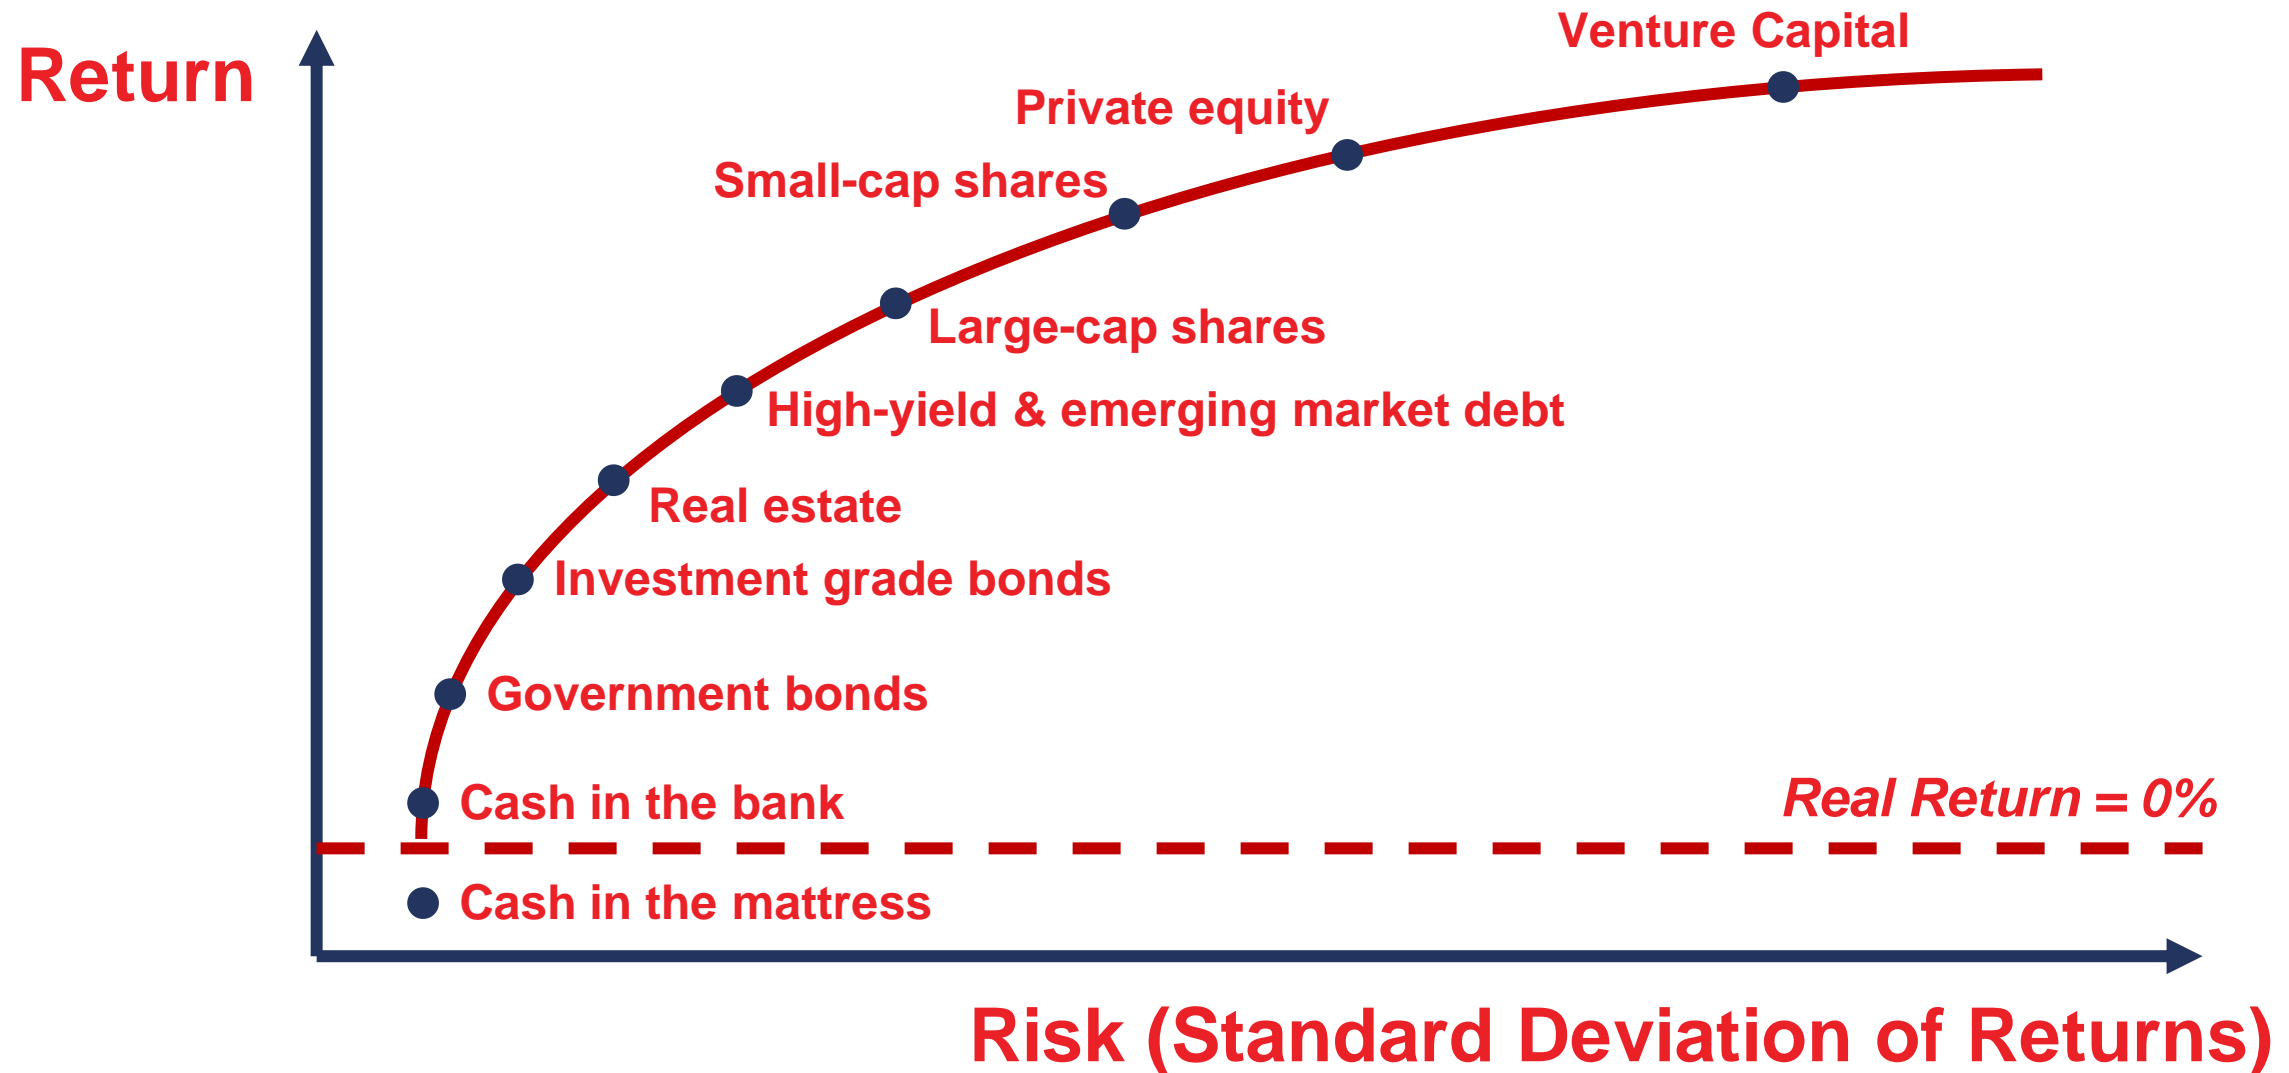 Return
Venture Capital
Private equity
Small-cap shares
Large-cap shares
High-yield & emerging market debt
Real estate
Investment grade bonds
Government bonds
Cash in the bank
Real Return = 0%
Cash in the mattress
Risk (Standard Deviation of Returns)